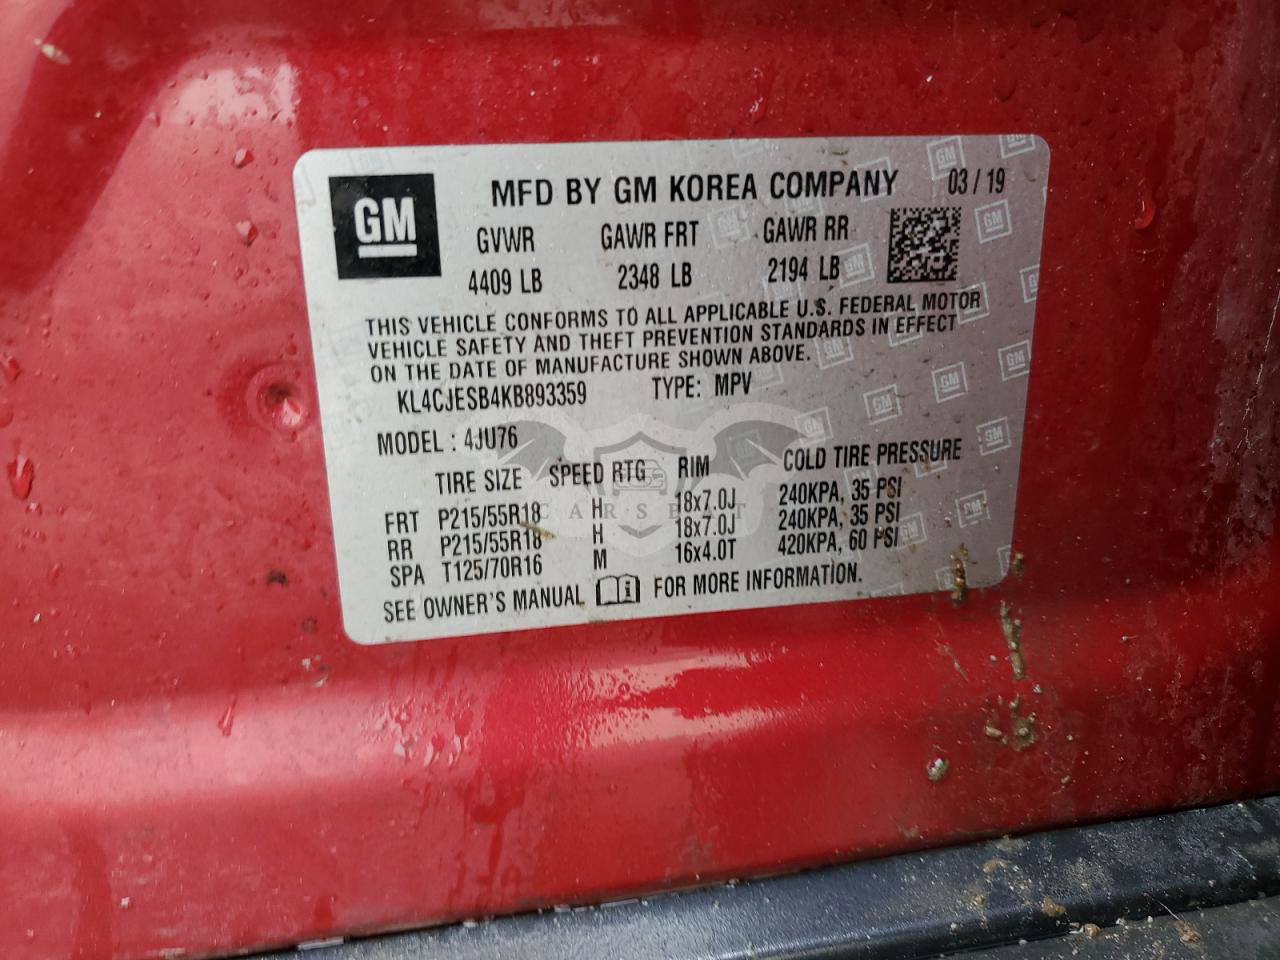 GM MFD BY GM KOREA COMPANY 03 / 19
GVWR GAWR FRT GAWR RR
4409 LB 2348 LB 2194 LB
THIS VEHICLE CONFORMS TO ALL APPLICABLE U.S. FEDERAL MOTOR
VEHICLE SAFETY AND THEFT PREVENTION STANDARDS IN EFFECT
ON THE DATE OF MANUFACTURE SHOWN ABOVE.
KL4CJESB4KB893359 TYPE: MPV
MODEL : 4JU76
TIRE SIZE SPEED RTG RIM COLD TIRE PRESSURE
FRT P215/55R18 H 18x7.0J 240KPA, 35 PSI
RR P215/55R18 H 18x7.0J 240KPA, 35 PSI
SPA T125/70R16 M 16x4.0T 420KPA, 60 PSI
SEE OWNER'S MANUAL i FOR MORE INFORMATION.